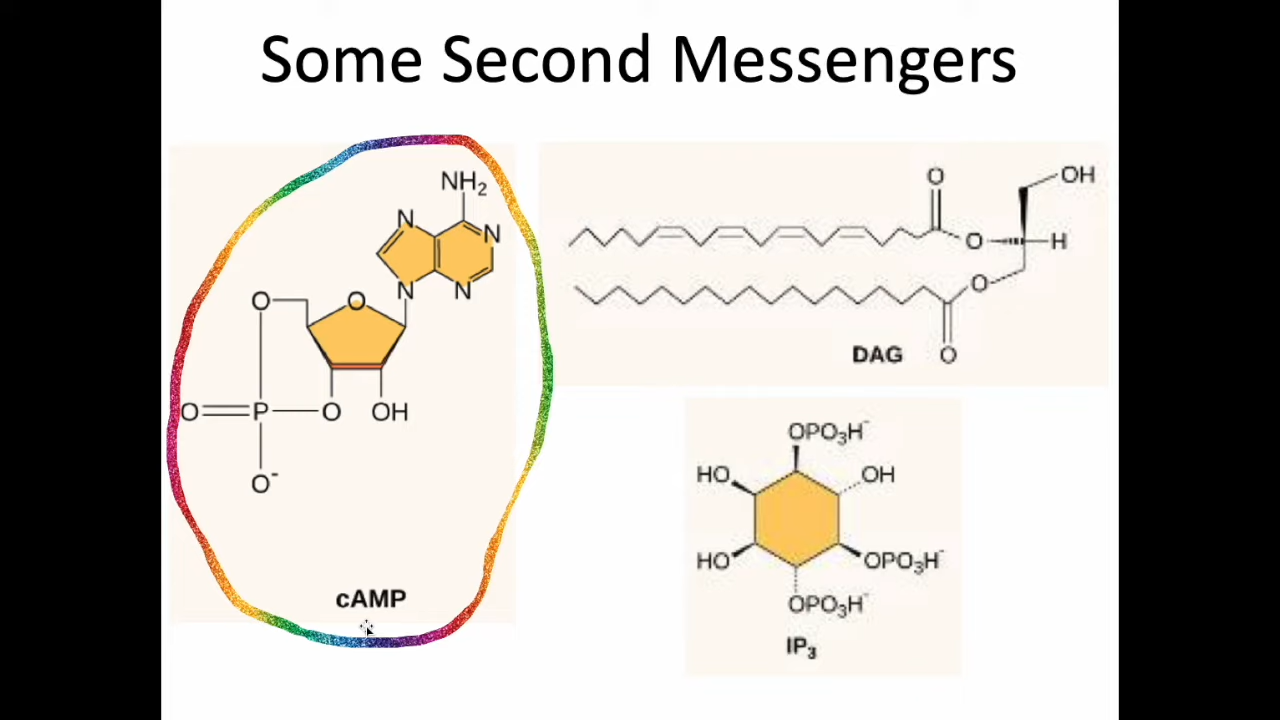 Some Second Messengers
NH₂
N
N
N
N
O
O
O
P
O
OH
O⁻
cAMP
O
OH
O
H
O
O
DAG
OPO₃H⁻
HO
OH
HO
OPO₃H⁻
OPO₃H⁻
IP₃